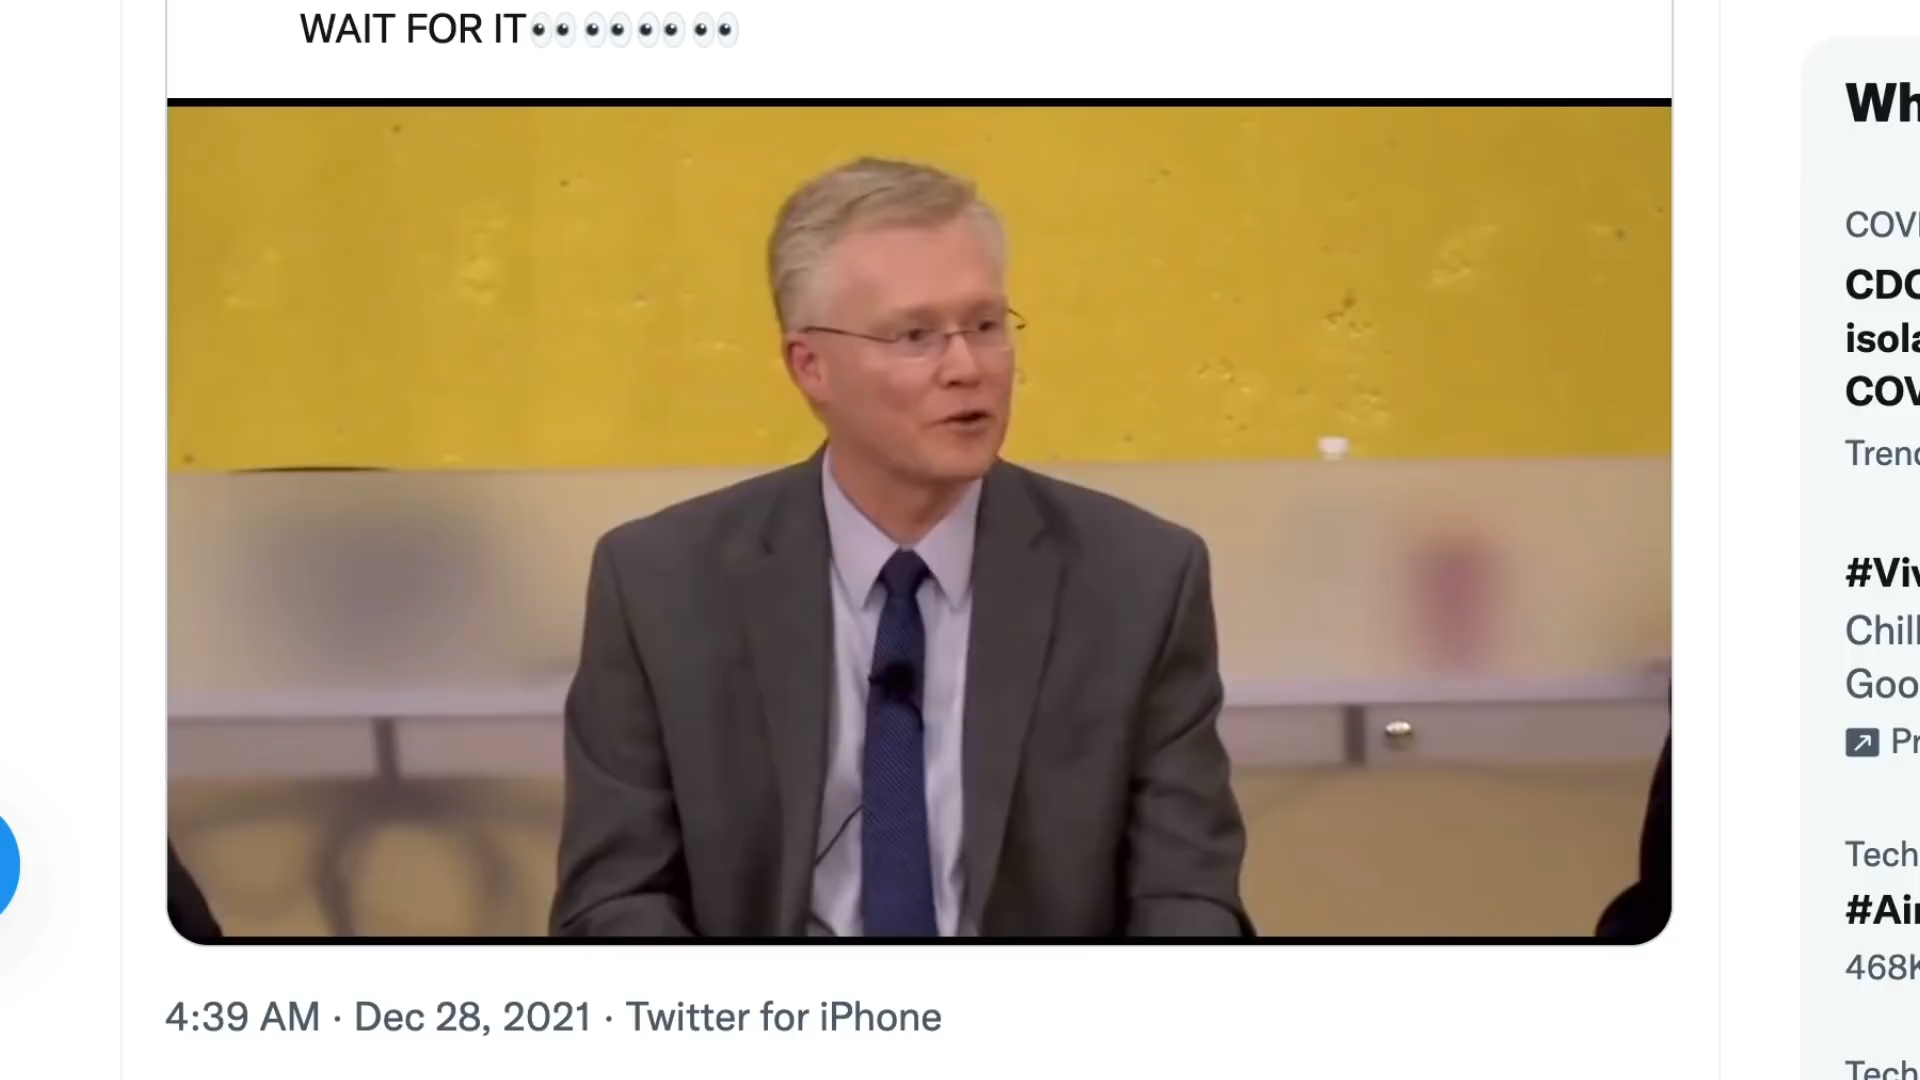 WAIT FOR IT👀👀👀👀
4:39 AM · Dec 28, 2021 · Twitter for iPhone
Wh
COVI
CDC
isola
COV
Trend
#Viv
Chill
Goo
Pr
Tech
#Air
468K
Tech